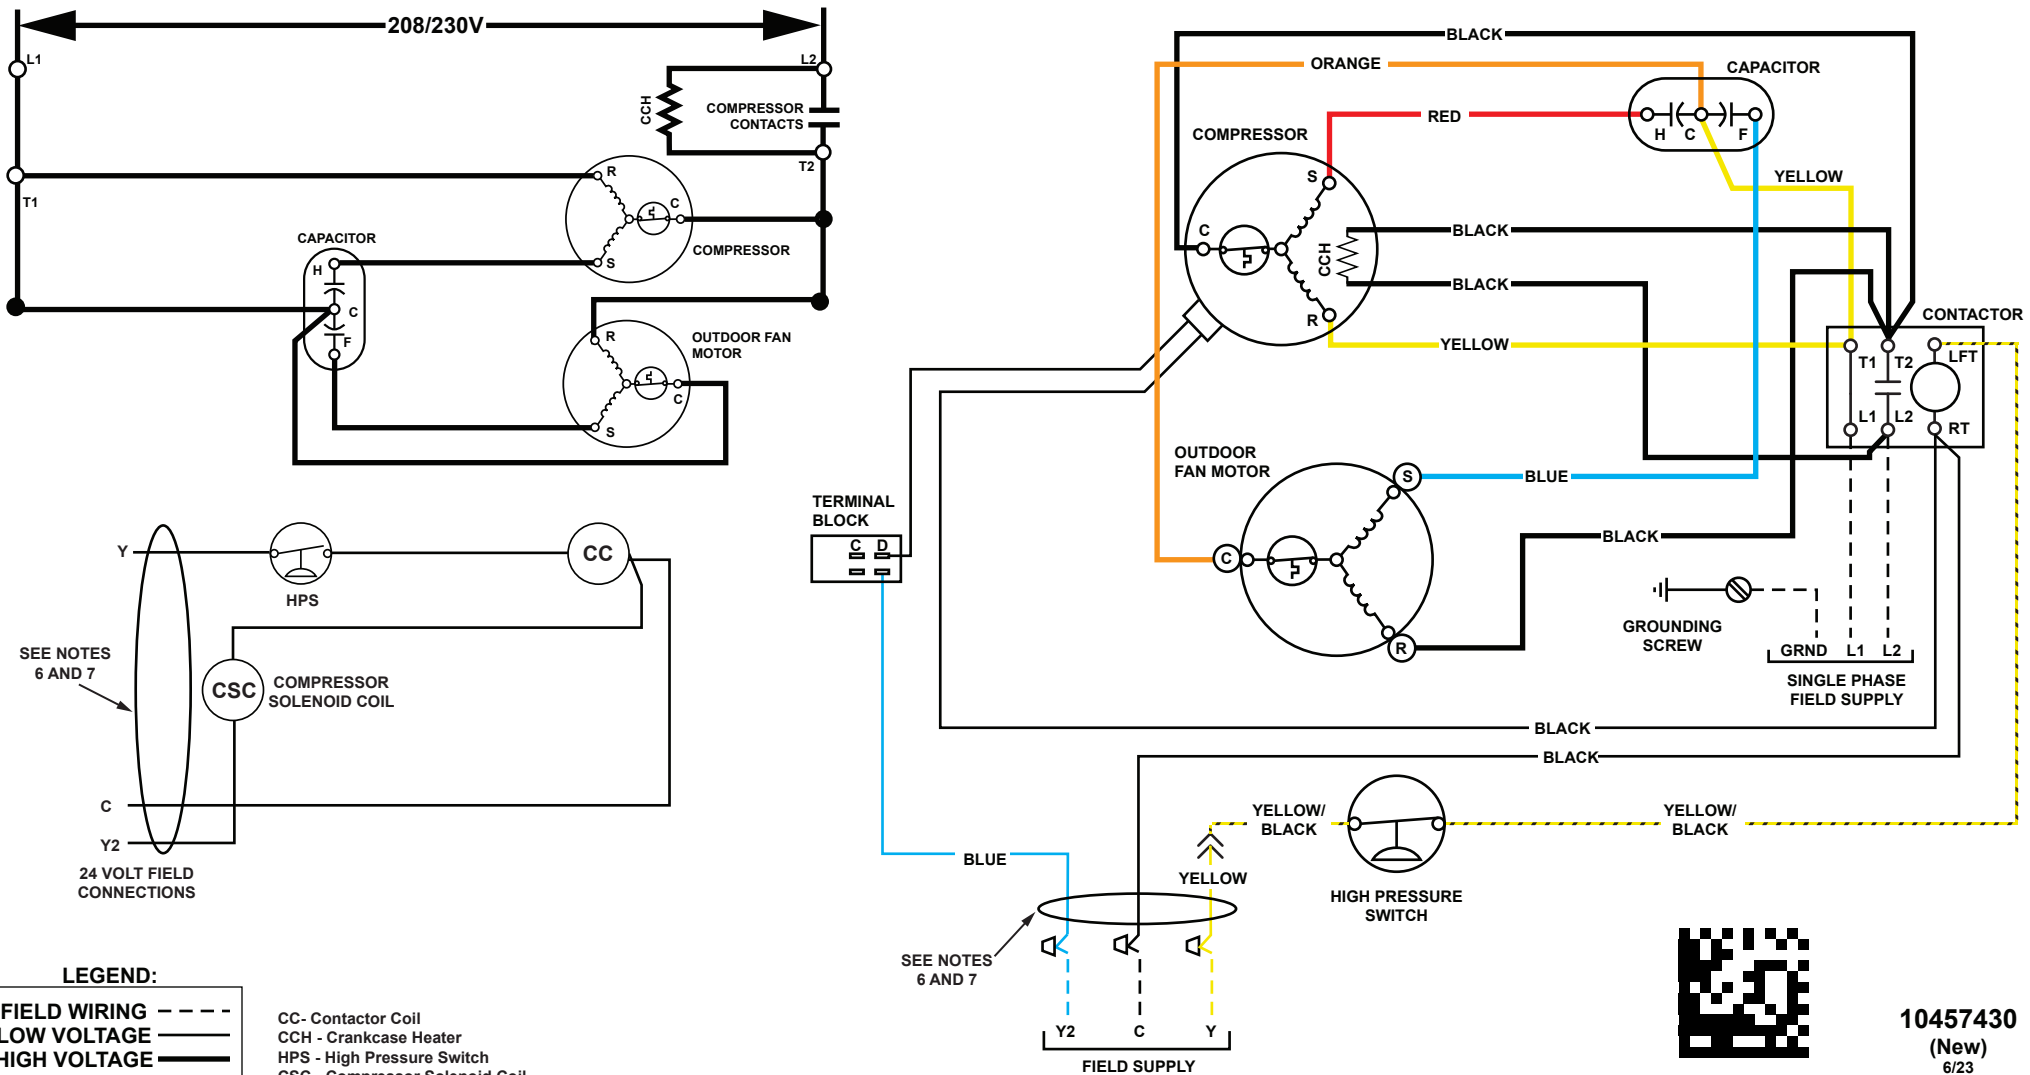 208/230V
L1
L2
CCH
COMPRESSOR
CONTACTS
T2
T1
R
C
S
COMPRESSOR
CAPACITOR
H
C
F
OUTDOOR FAN
MOTOR
R
C
S
Y
HPS
CC
SEE NOTES
6 AND 7
CSC
COMPRESSOR
SOLENOID COIL
C
Y2
24 VOLT FIELD
CONNECTIONS
LEGEND:
FIELD WIRING
LOW VOLTAGE
HIGH VOLTAGE
CC- Contactor Coil
CCH - Crankcase Heater
HPS - High Pressure Switch
CSC - Compressor Solenoid Coil
BLACK
ORANGE
CAPACITOR
RED
H C F
COMPRESSOR
YELLOW
S
C
CCH
R
BLACK
BLACK
YELLOW
CONTACTOR
T1 T2 LFT
L1 L2 RT
OUTDOOR
FAN MOTOR
S
BLUE
C
BLACK
R
TERMINAL
BLOCK
C D
GROUNDING
SCREW
GRND L1 L2
SINGLE PHASE
FIELD SUPPLY
BLACK
BLACK
YELLOW/
BLACK
YELLOW/
BLACK
BLUE
YELLOW
HIGH PRESSURE
SWITCH
SEE NOTES
6 AND 7
Y2 C Y
FIELD SUPPLY
10457430
(New)
6/23